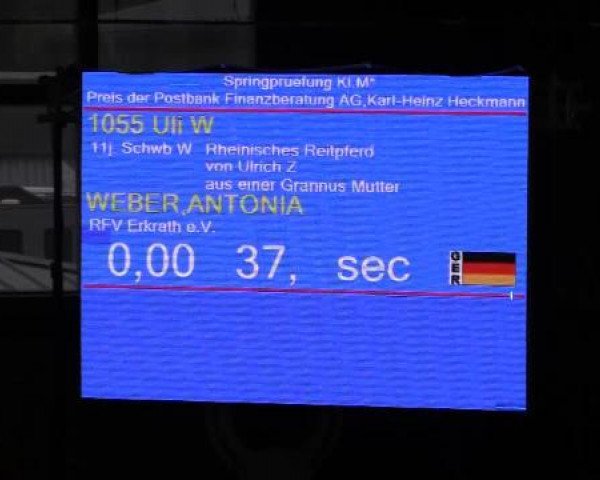 Springpruefung Kl.M*
Preis der Postbank Finanzberatung AG,Karl-Heinz Heckmann
1055 Uli W
11j. Schwb W Rheinisches Reitpferd
von Ulrich Z
aus einer Grannus Mutter
WEBER,ANTONIA
RFV Erkrath e.V.
0,00 37, sec GER